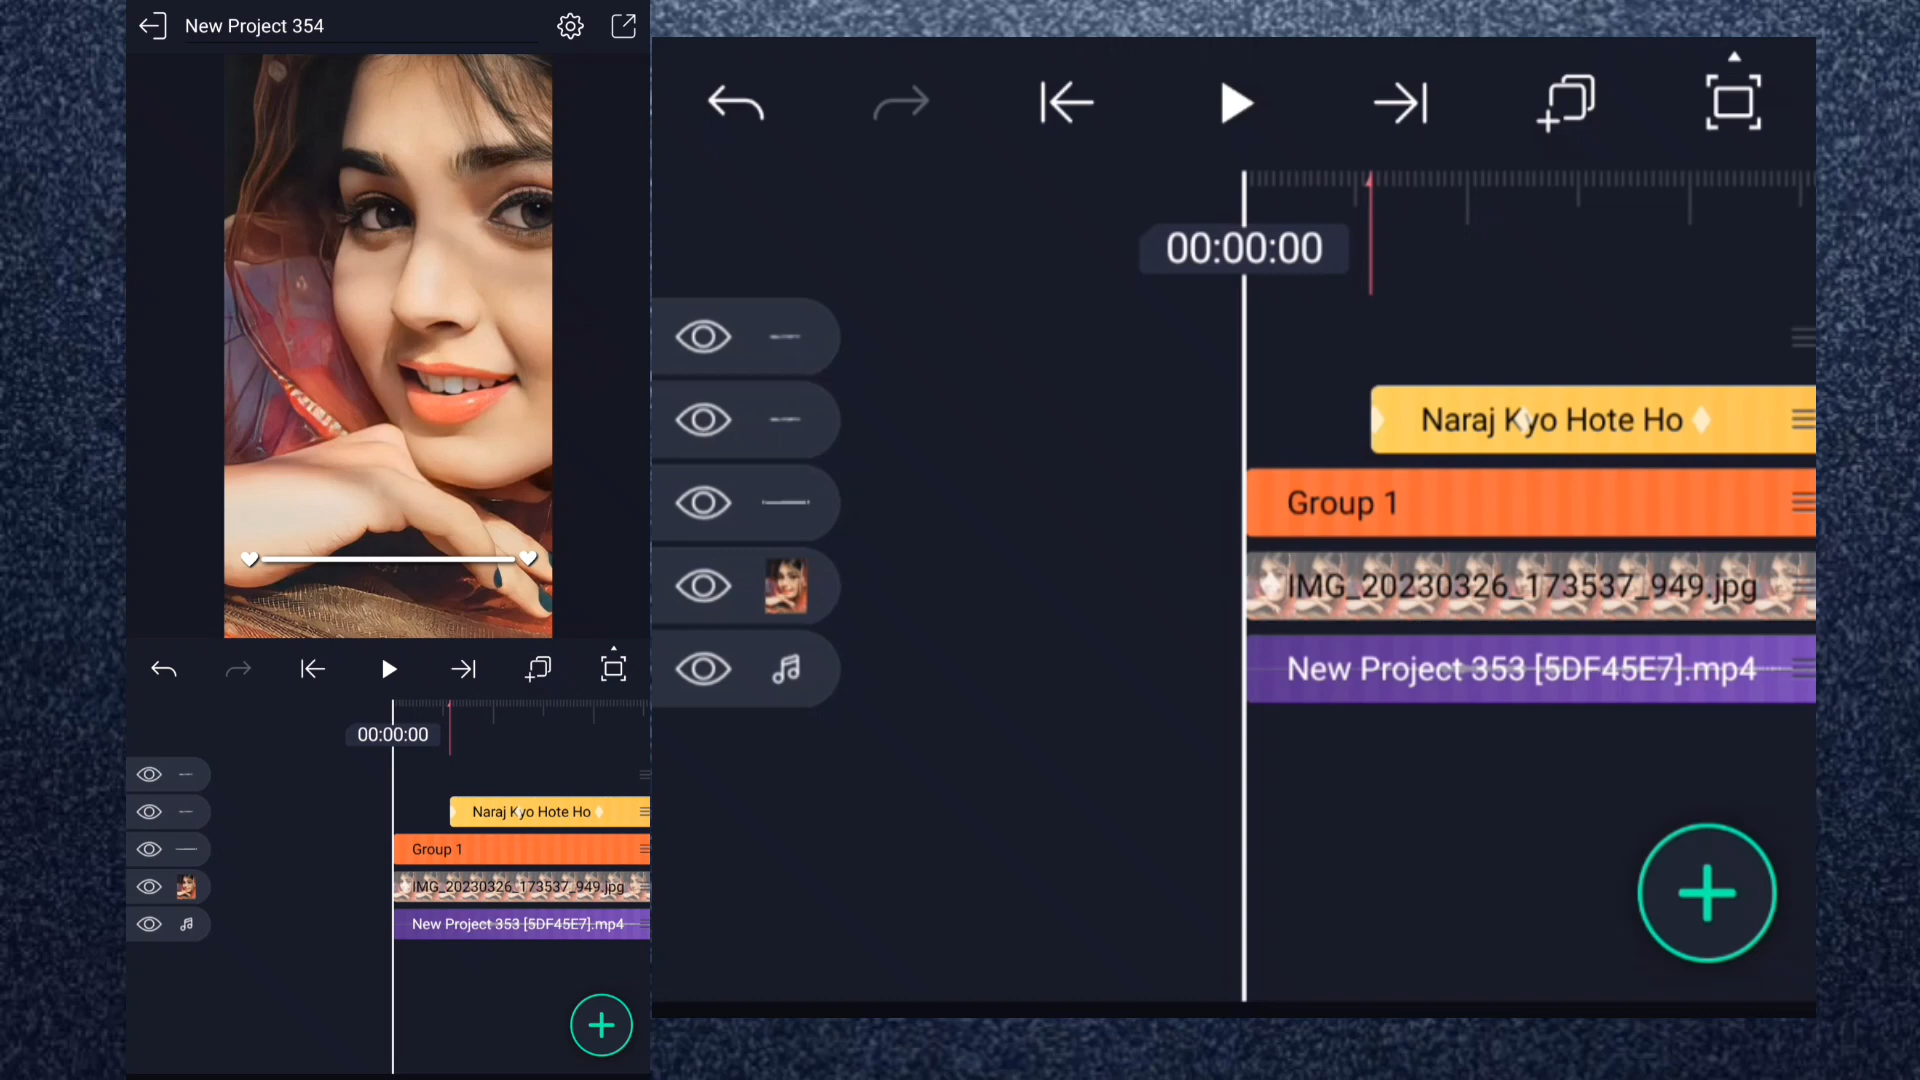 New Project 354
00:00:00
Naraj Kyo Hote Ho
Group 1
IMG_20230326_173537_949.jpg
New Project 353 [5DF45E7].mp4
00:00:00
Naraj Kyo Hote Ho
Group 1
IMG_20230326_173537_949.jpg
New Project 353 [5DF45E7].mp4